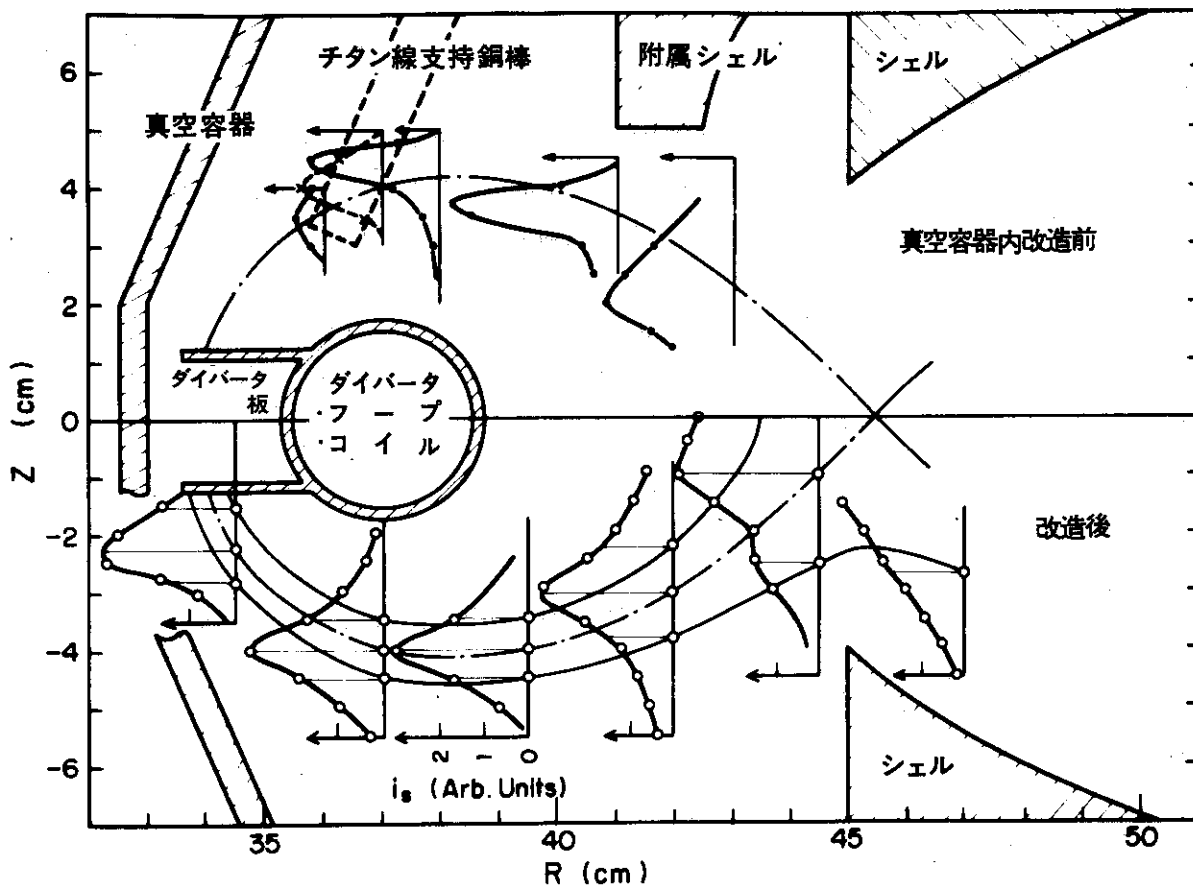 チタン線支持銅棒
附属シェル
シェル
真空容器
真空容器内改造前
ダイバータ
板
ダイバータ
・フープ
・コイル
改造後
シェル
6
4
2
0
-2
-4
-6
Z (cm)
2 1 0
is (Arb. Units)
35 40 45 50
R (cm)